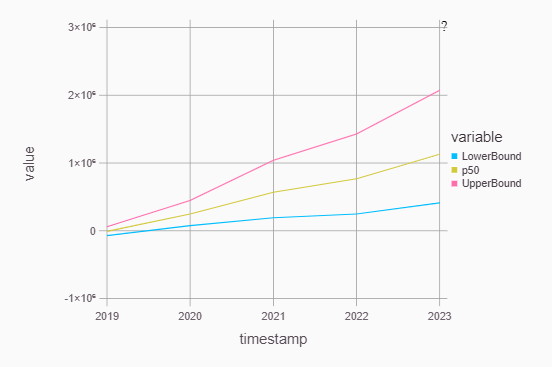 3×10⁶
?
2×10⁶
1×10⁶
0
-1×10⁶
value
2019 2020 2021 2022 2023
timestamp
variable
LowerBound
p50
UpperBound